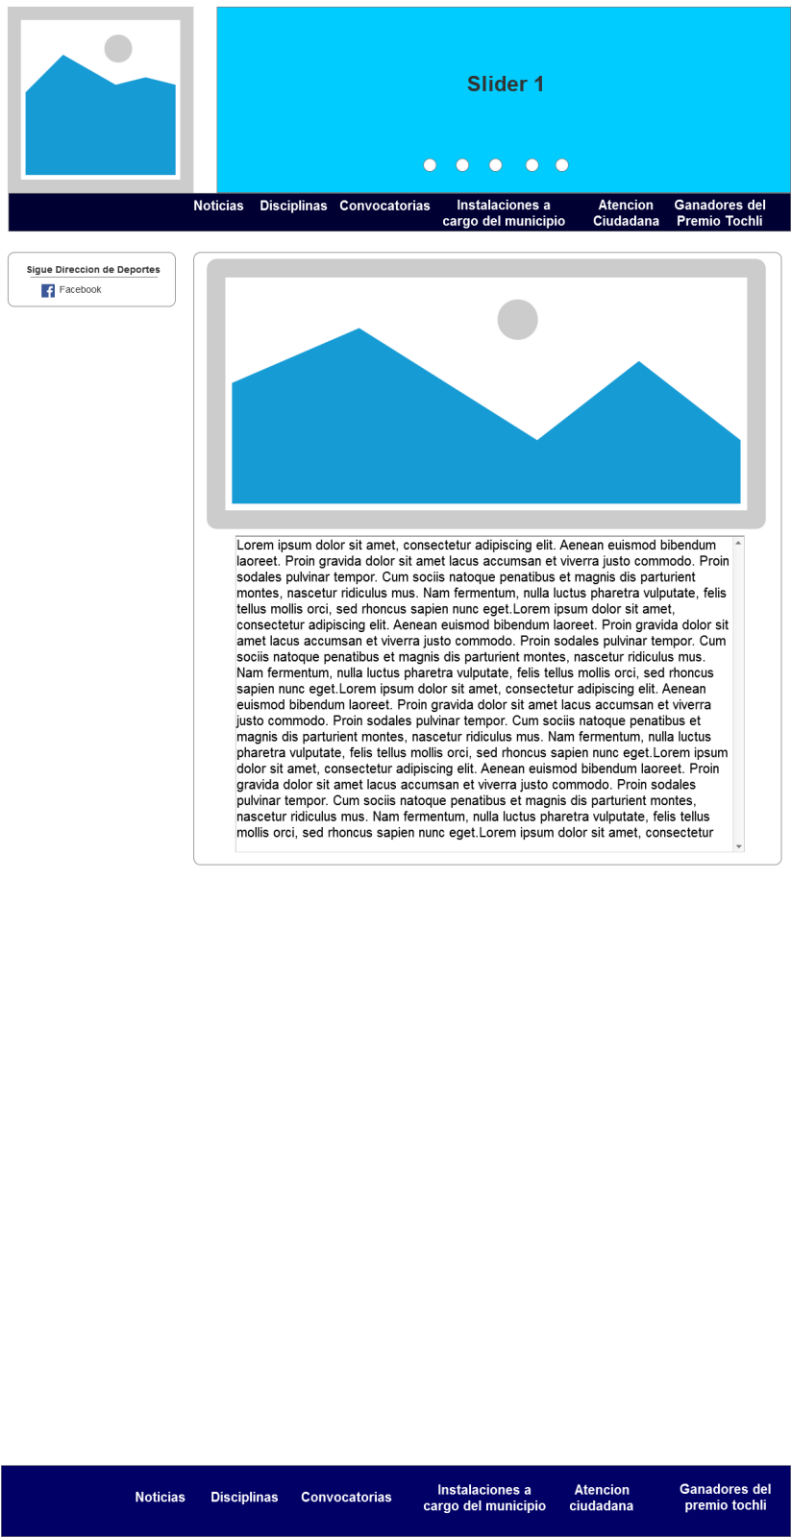 Slider 1
Noticias Disciplinas Convocatorias Instalaciones a cargo del municipio Atencion Ciudadana Ganadores del Premio Tochli
Sigue Direccion de Deportes
Facebook
Lorem ipsum dolor sit amet, consectetur adipiscing elit. Aenean euismod bibendum
laoreet. Proin gravida dolor sit amet lacus accumsan et viverra justo commodo. Proin
sodales pulvinar tempor. Cum sociis natoque penatibus et magnis dis parturient
montes, nascetur ridiculus mus. Nam fermentum, nulla luctus pharetra vulputate, felis
tellus mollis orci, sed rhoncus sapien nunc eget.Lorem ipsum dolor sit amet,
consectetur adipiscing elit. Aenean euismod bibendum laoreet. Proin gravida dolor sit
amet lacus accumsan et viverra justo commodo. Proin sodales pulvinar tempor. Cum
sociis natoque penatibus et magnis dis parturient montes, nascetur ridiculus mus.
Nam fermentum, nulla luctus pharetra vulputate, felis tellus mollis orci, sed rhoncus
sapien nunc eget.Lorem ipsum dolor sit amet, consectetur adipiscing elit. Aenean
euismod bibendum laoreet. Proin gravida dolor sit amet lacus accumsan et viverra
justo commodo. Proin sodales pulvinar tempor. Cum sociis natoque penatibus et
magnis dis parturient montes, nascetur ridiculus mus. Nam fermentum, nulla luctus
pharetra vulputate, felis tellus mollis orci, sed rhoncus sapien nunc eget.Lorem ipsum
dolor sit amet, consectetur adipiscing elit. Aenean euismod bibendum laoreet. Proin
gravida dolor sit amet lacus accumsan et viverra justo commodo. Proin sodales
pulvinar tempor. Cum sociis natoque penatibus et magnis dis parturient montes,
nascetur ridiculus mus. Nam fermentum, nulla luctus pharetra vulputate, felis tellus
mollis orci, sed rhoncus sapien nunc eget.Lorem ipsum dolor sit amet, consectetur
Noticias Disciplinas Convocatorias Instalaciones a cargo del municipio Atencion ciudadana Ganadores del premio tochli